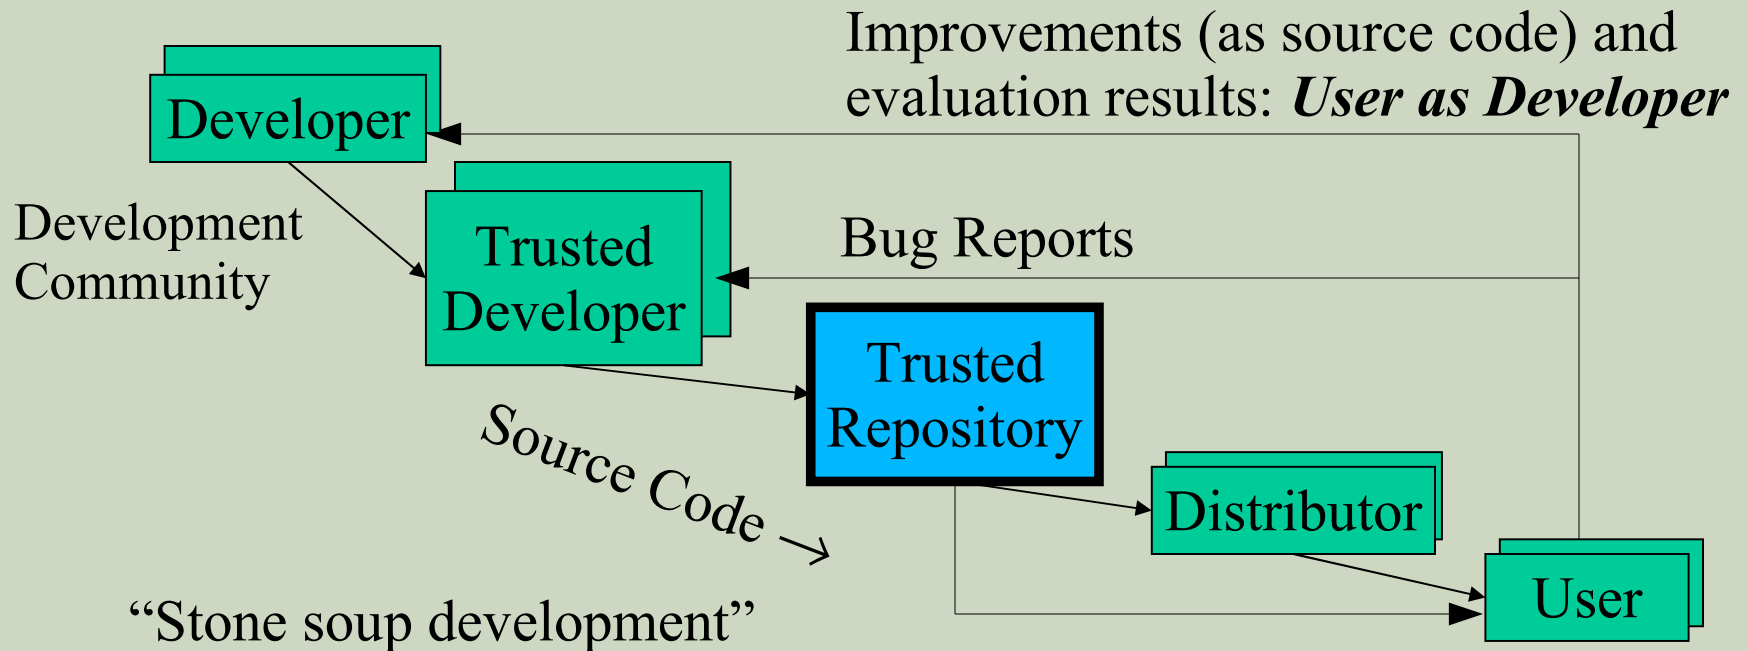 Improvements (as source code) and
evaluation results: User as Developer
Developer
Development
Community
Trusted
Developer
Bug Reports
Trusted
Repository
Source Code →
Distributor
User
“Stone soup development”